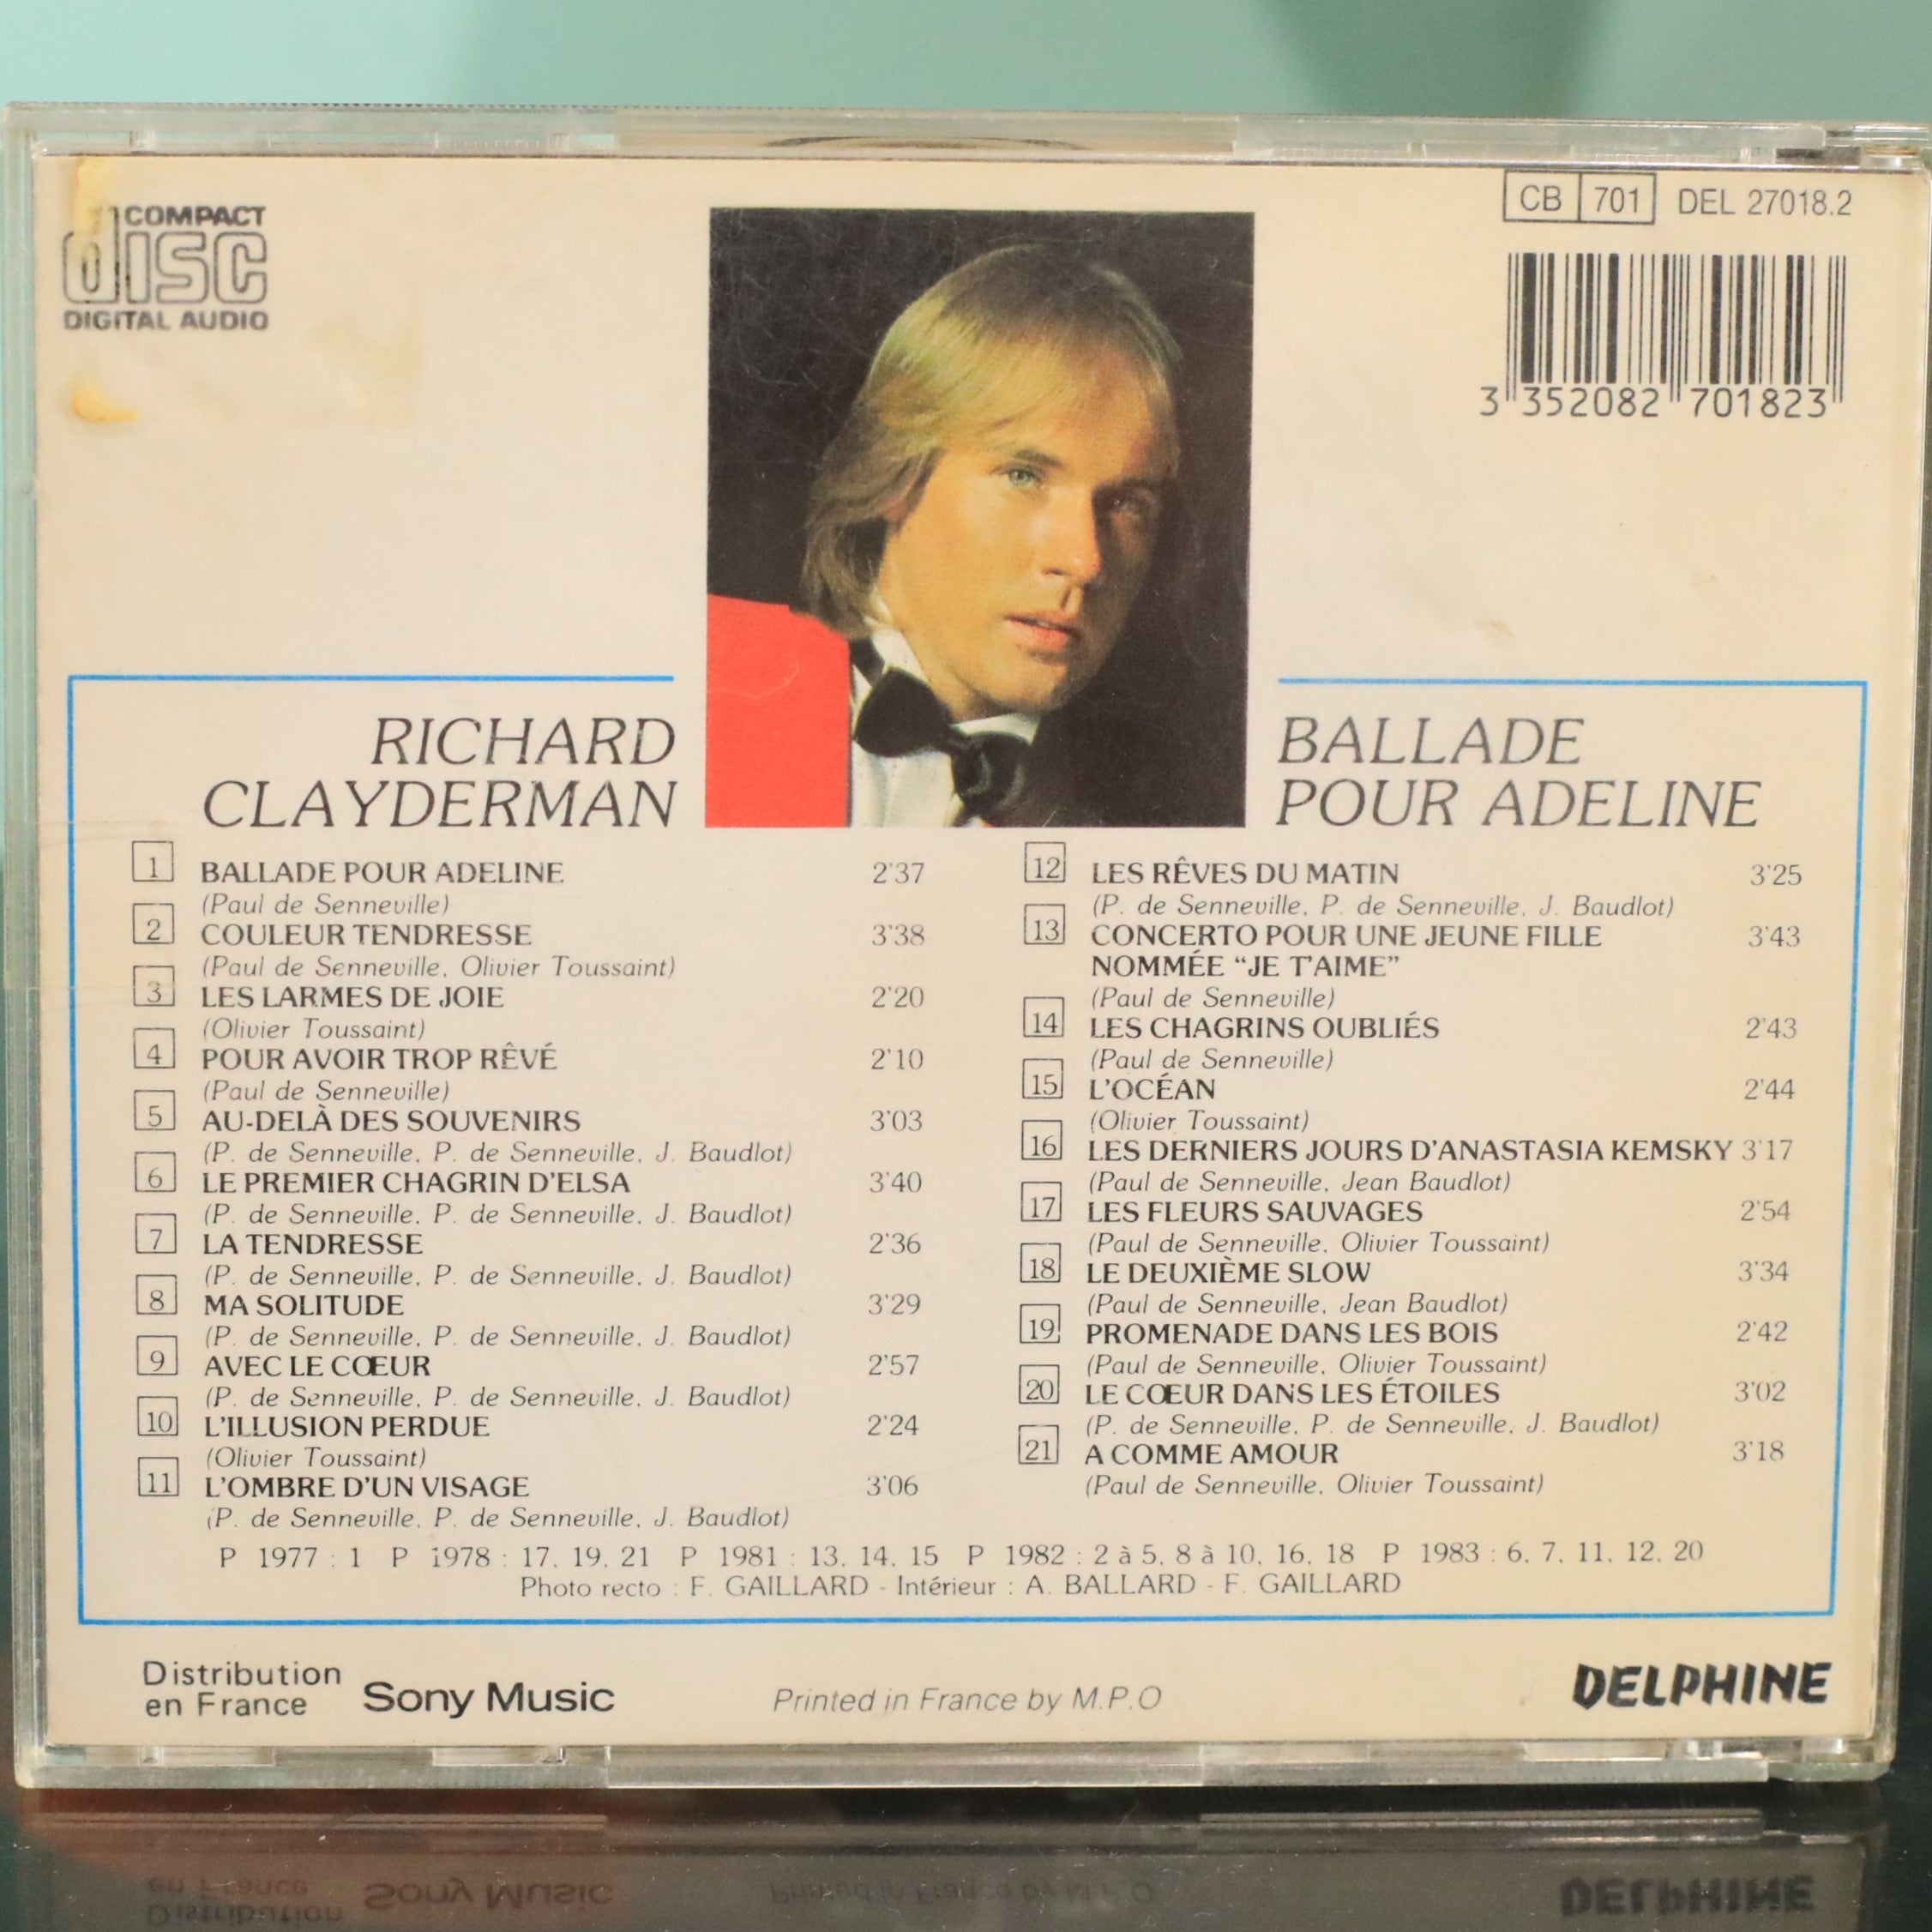 COMPACT
disc
DIGITAL AUDIO
CB 701 DEL 27018.2
3 352082 701823
RICHARD
CLAYDERMAN
BALLADE
POUR ADELINE
1 BALLADE POUR ADELINE 2'37
(Paul de Senneville)
2 COULEUR TENDRESSE 3'38
(Paul de Senneville, Olivier Toussaint)
3 LES LARMES DE JOIE 2'20
(Olivier Toussaint)
4 POUR AVOIR TROP RÊVÉ 2'10
(Paul de Senneville)
5 AU-DELÀ DES SOUVENIRS 3'03
(P. de Senneville, P. de Senneville, J. Baudlot)
6 LE PREMIER CHAGRIN D'ELSA 3'40
(P. de Senneville, P. de Senneville, J. Baudlot)
7 LA TENDRESSE 2'36
(P. de Senneville, P. de Senneville, J. Baudlot)
8 MA SOLITUDE 3'29
(P. de Senneville, P. de Senneville, J. Baudlot)
9 AVEC LE CŒUR 2'57
(P. de Senneville, P. de Senneville, J. Baudlot)
10 L'ILLUSION PERDUE 2'24
(Olivier Toussaint)
11 L'OMBRE D'UN VISAGE 3'06
(P. de Senneville, P. de Senneville, J. Baudlot)
12 LES RÊVES DU MATIN 3'25
(P. de Senneville, P. de Senneville, J. Baudlot)
13 CONCERTO POUR UNE JEUNE FILLE 3'43
NOMMÉE “JE T'AIME”
(Paul de Senneville)
14 LES CHAGRINS OUBLIÉS 2'43
(Paul de Senneville)
15 L'OCÉAN 2'44
(Olivier Toussaint)
16 LES DERNIERS JOURS D'ANASTASIA KEMSKY 3'17
(Paul de Senneville, Jean Baudlot)
17 LES FLEURS SAUVAGES 2'54
(Paul de Senneville, Olivier Toussaint)
18 LE DEUXIÈME SLOW 3'34
(Paul de Senneville, Jean Baudlot)
19 PROMENADE DANS LES BOIS 2'42
(Paul de Senneville, Olivier Toussaint)
20 LE CŒUR DANS LES ÉTOILES 3'02
(P. de Senneville, P. de Senneville, J. Baudlot)
21 A COMME AMOUR 3'18
(Paul de Senneville, Olivier Toussaint)
P 1977 : 1 P 1978 : 17, 19, 21 P 1981 : 13, 14, 15 P 1982 : 2 à 5, 8 à 10, 16, 18 P 1983 : 6, 7, 11, 12, 20
Photo recto : F. GAILLARD - Intérieur : A. BALLARD - F. GAILLARD
Distribution
en France
Sony Music
Printed in France by M.P.O
DELPHINE